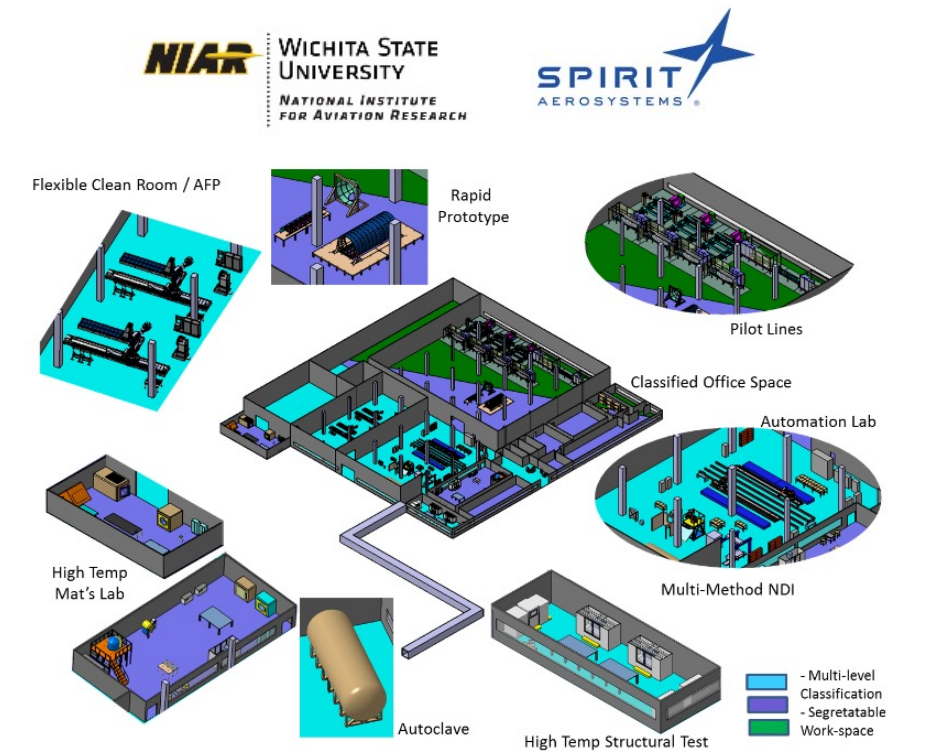 NIAR
WICHITA STATE
UNIVERSITY
NATIONAL INSTITUTE
FOR AVIATION RESEARCH
SPIRIT
AEROSYSTEMS ®
Flexible Clean Room / AFP
Rapid
Prototype
Pilot Lines
Classified Office Space
Automation Lab
High Temp
Mat's Lab
Multi-Method NDI
Autoclave
High Temp Structural Test
- Multi-level
Classification
- Segretatable
Work-space